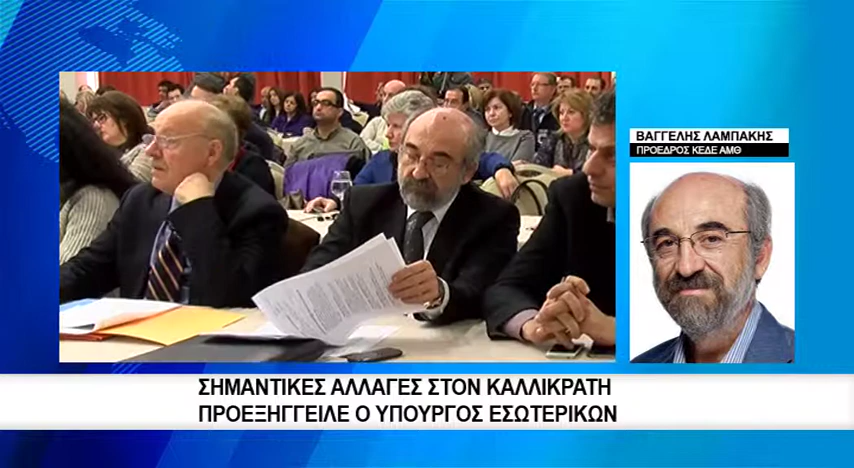 ΒΑΓΓΕΛΗΣ ΛΑΜΠΑΚΗΣ
ΠΡΟΕΔΡΟΣ ΚΕΔΕ ΑΜΘ
ΣΗΜΑΝΤΙΚΕΣ ΑΛΛΑΓΕΣ ΣΤΟΝ ΚΑΛΛΙΚΡΑΤΗ
ΠΡΟΕΞΗΓΓΕΙΛΕ Ο ΥΠΟΥΡΓΟΣ ΕΣΩΤΕΡΙΚΩΝ